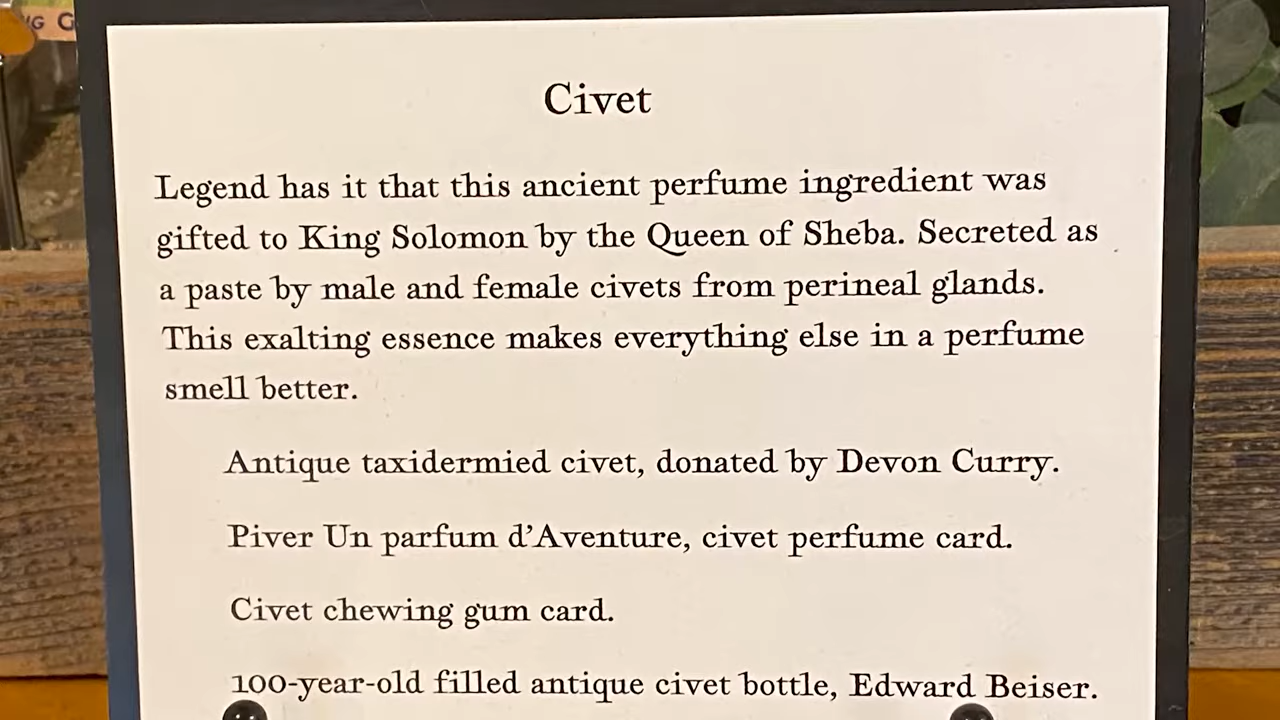 Civet
Legend has it that this ancient perfume ingredient was
gifted to King Solomon by the Queen of Sheba. Secreted as
a paste by male and female civets from perineal glands.
This exalting essence makes everything else in a perfume
smell better.
Antique taxidermied civet, donated by Devon Curry.
Piver Un parfum d’Aventure, civet perfume card.
Civet chewing gum card.
100-year-old filled antique civet bottle, Edward Beiser.